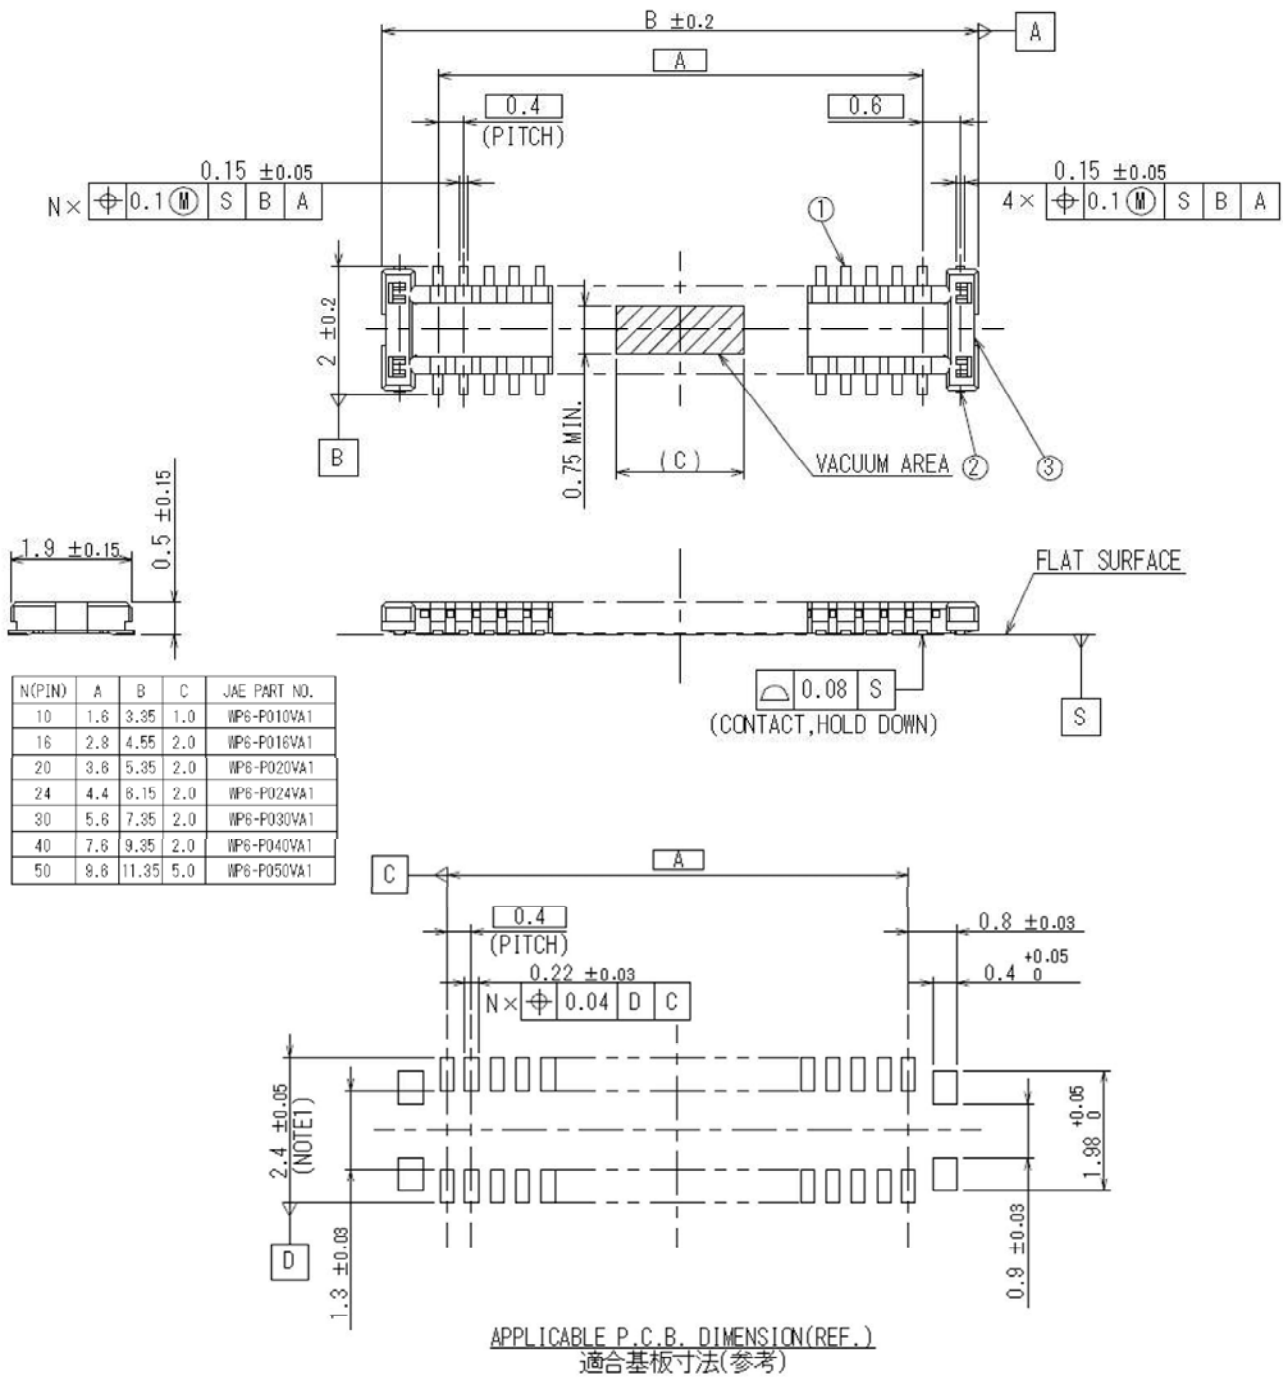 B ±0.2
A
A
0.4
0.6
(PITCH)
0.15 ±0.05
0.15 ±0.05
N× ⌖ 0.1 Ⓜ S B A
①
4× ⌖ 0.1 Ⓜ S B A
2 ±0.2
B
0.75 MIN.
(C)
VACUUM AREA
②
③
1.9 ±0.15
0.5 ±0.15
FLAT SURFACE
⌓ 0.08 S
S
(CONTACT,HOLD DOWN)
N(PIN) A B C JAE PART NO.
10 1.6 3.35 1.0 WP6-P010VA1
16 2.8 4.55 2.0 WP6-P016VA1
20 3.6 5.35 2.0 WP6-P020VA1
24 4.4 6.15 2.0 WP6-P024VA1
30 5.6 7.35 2.0 WP6-P030VA1
40 7.6 9.35 2.0 WP6-P040VA1
50 9.6 11.35 5.0 WP6-P050VA1
C
A
0.4
(PITCH)
0.8 ±0.03
0.22 ±0.03
0.4 +0.05 0
N× ⌖ 0.04 D C
2.4 ±0.05
(NOTE1)
D
1.3 ±0.03
1.98 +0.05 0
0.9 ±0.03
APPLICABLE P.C.B. DIMENSION(REF.)
適合基板寸法(参考)